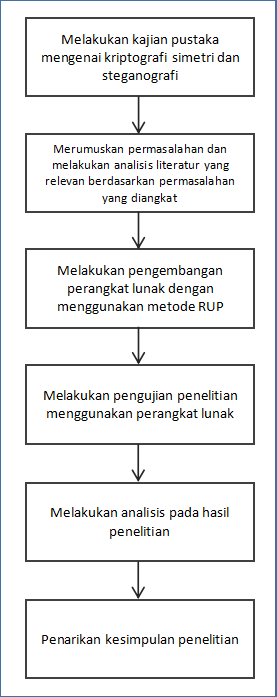 Melakukan kajian pustaka
mengenai kriptografi simetri dan
steganografi
Merumuskan permasalahan dan
melakukan analisis literatur yang
relevan berdasarkan permasalahan
yang diangkat
Melakukan pengembangan
perangkat lunak dengan
menggunakan metode RUP
Melakukan pengujian penelitian
menggunakan perangkat lunak
Melakukan analisis pada hasil
penelitian
Penarikan kesimpulan penelitian